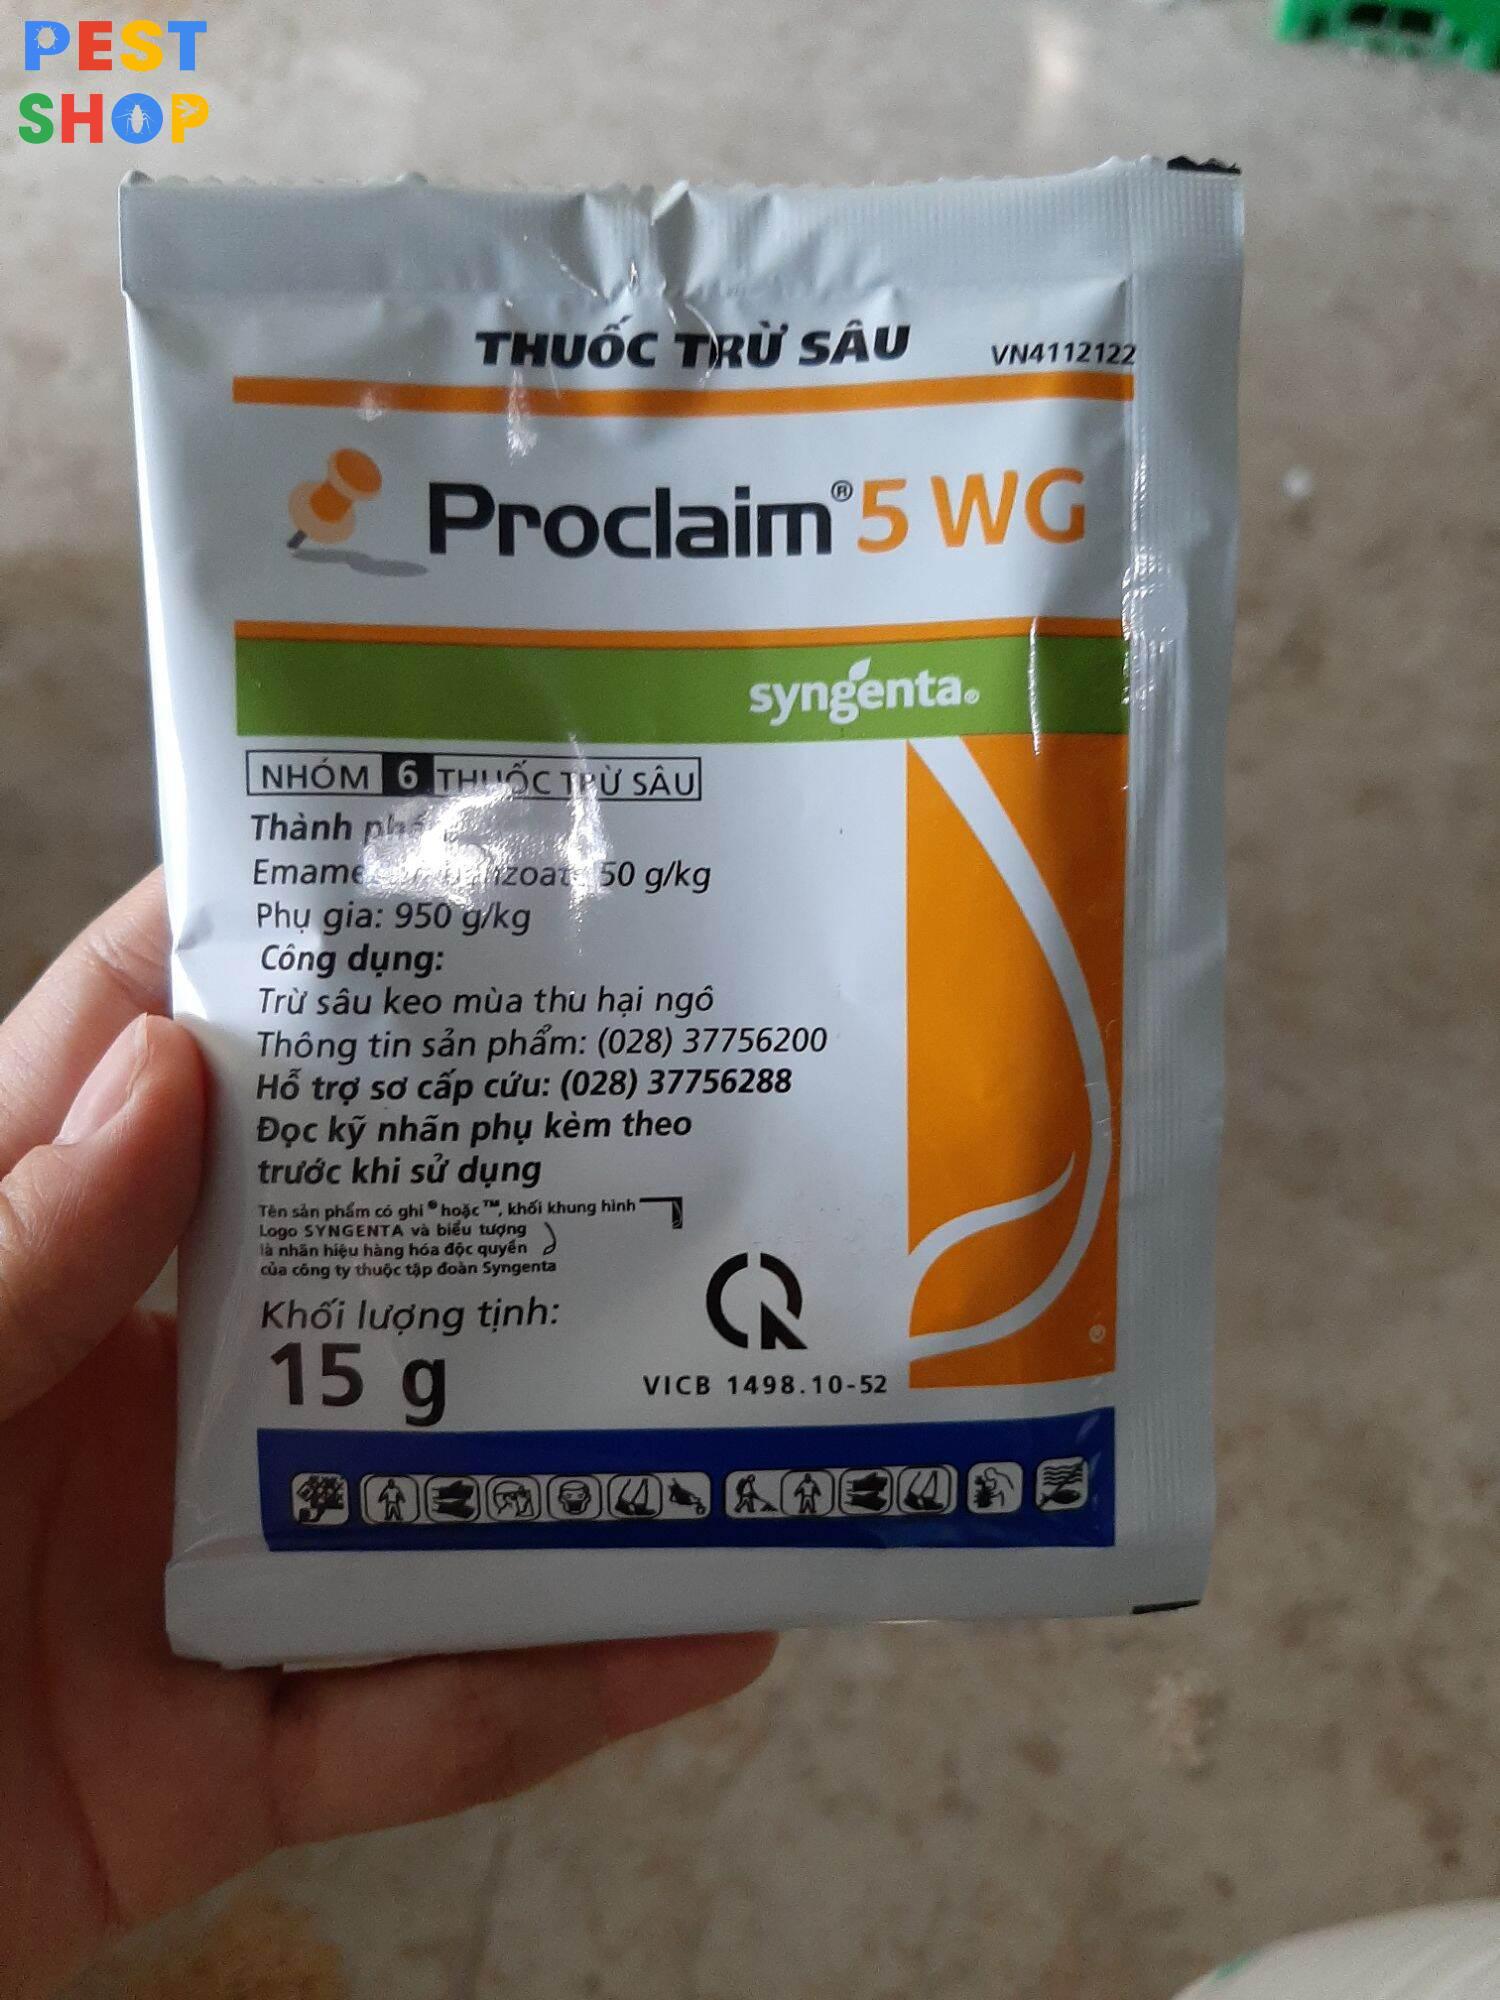 PEST
SHOP
THUỐC TRỪ SÂU
VN4112122
Proclaim® 5 WG
syngenta®
NHÓM 6 THUỐC TRỪ SÂU
Thành
50 g/kg
Phụ gia: 950 g/kg
Công dụng:
Trừ sâu keo mùa thu hại ngô
Thông tin sản phẩm: (028) 37756200
Hỗ trợ sơ cấp cứu: (028) 37756288
Đọc kỹ nhãn phụ kèm theo
trước khi sử dụng
Tên sản phẩm có ghi ® hoặc ™, khối khung hình
Logo SYNGENTA và biểu tượng
là nhãn hiệu hàng hóa độc quyền
của công ty thuộc tập đoàn Syngenta
Khối lượng tịnh:
15 g
VICB 1498.10-52